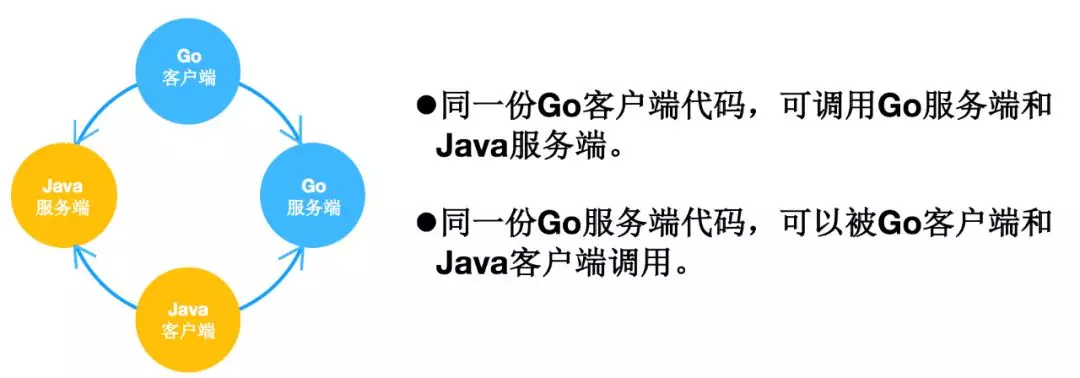 Go
客户端
Java
服务端
Go
服务端
Java
客户端
●同一份Go客户端代码，可调用Go服务端和
Java服务端。
●同一份Go服务端代码，可以被Go客户端和
Java客户端调用。